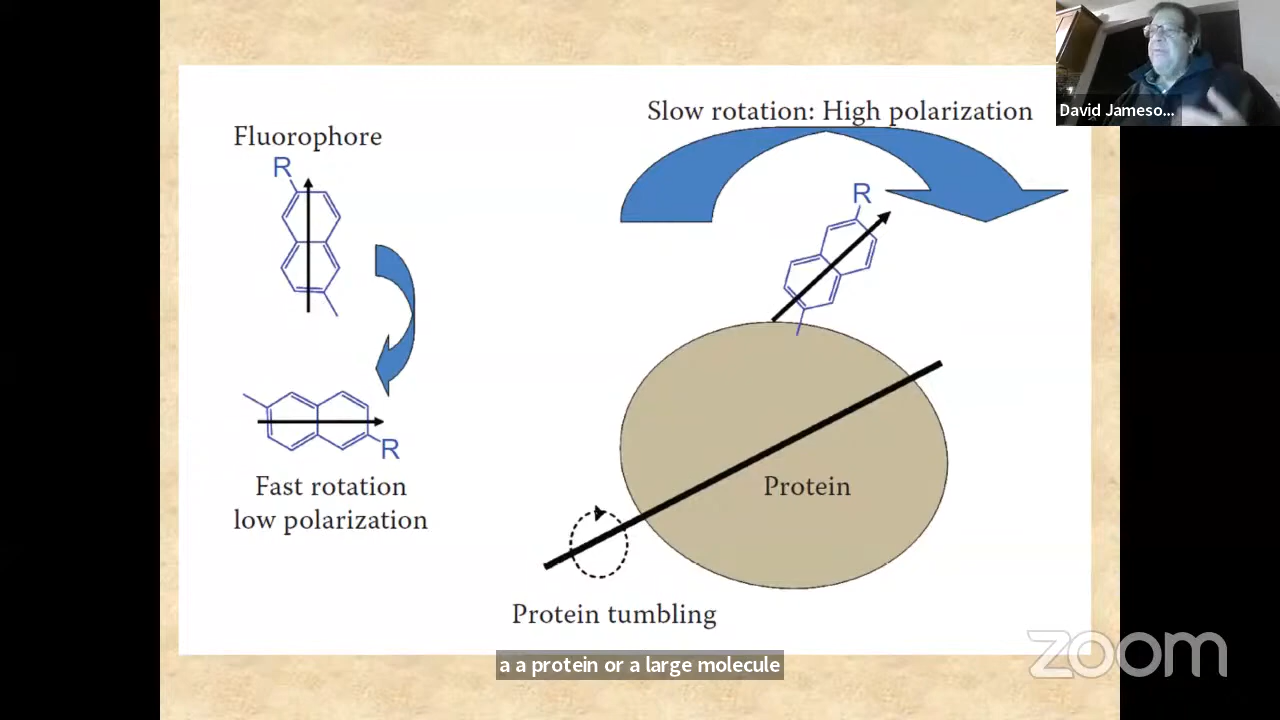 David Jameso...
Slow rotation: High polarization
Fluorophore
R
R
R
Fast rotation
low polarization
Protein
Protein tumbling
a a protein or a large molecule
zoom